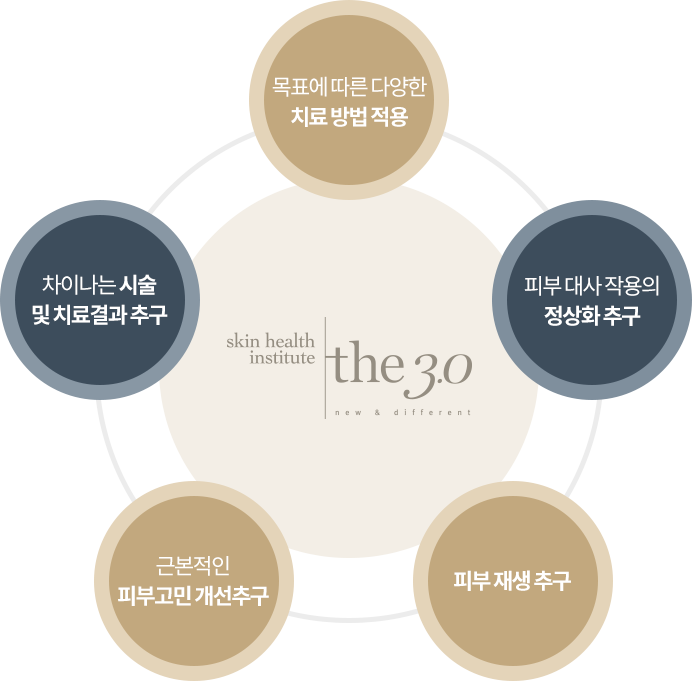 목표에 따른 다양한
치료 방법 적용
차이나는 시술
및 치료결과 추구
피부 대사 작용의
정상화 추구
skin health
institute
the 3.0
new & different
근본적인
피부고민 개선추구
피부 재생 추구